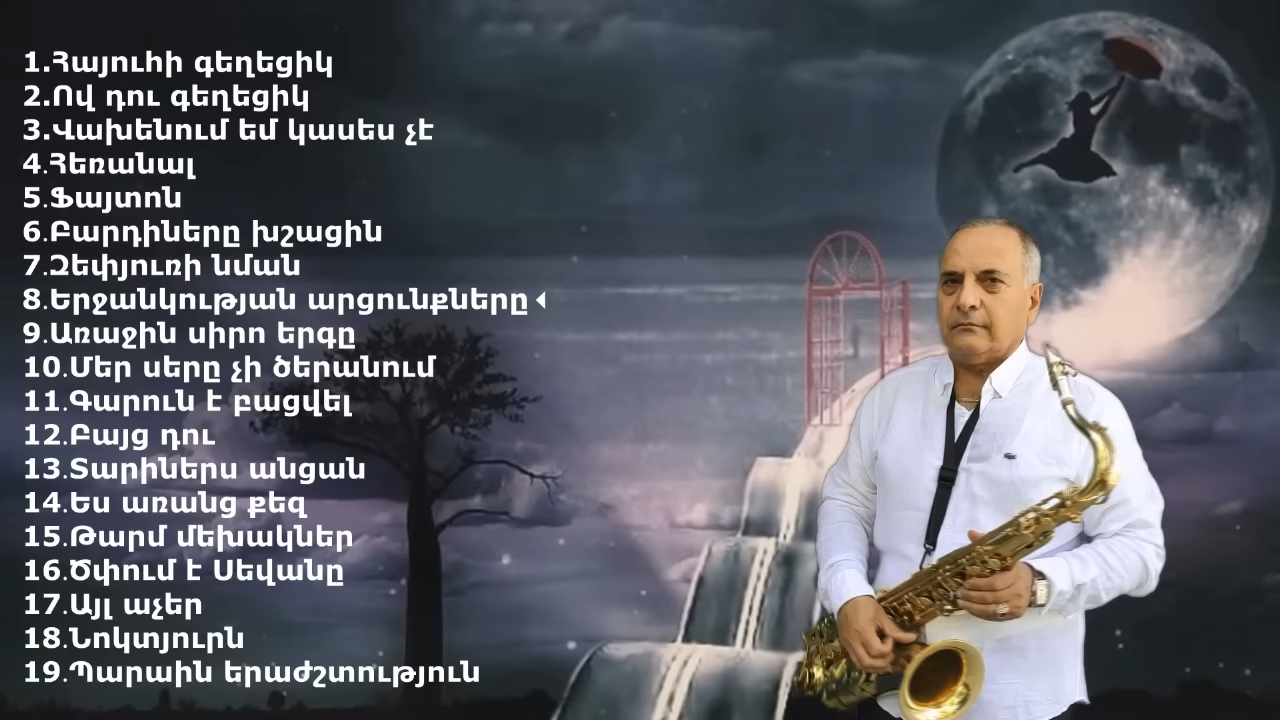 1.Հայուհի գեղեցիկ
2.Ով դու գեղեցիկ
3.Վախենում եմ կասես չէ
4.Հեռանալ
5.Ֆայտոն
6.Բարդիները խշացին
7.Զեփյուռի նման
8.Երջանկության արցունքները
9.Առաջին սիրո երգը
10.Մեր սերը չի ծերանում
11.Գարուն է բացվել
12.Բայց դու
13.Տարիներս անցան
14.Ես առանց քեզ
15.Թարմ մեխակներ
16.Ծփում է Սեվանը
17.Այլ աչեր
18.Նոկտյուրն
19.Պարաին երաժշտություն